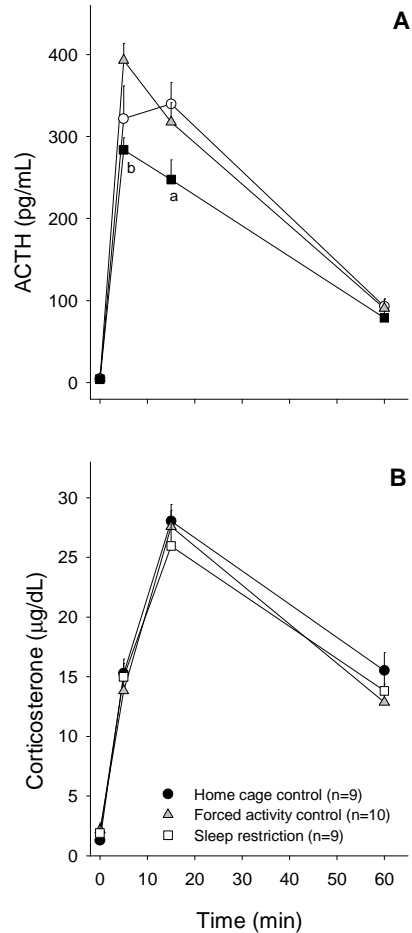 A
400
300
200
100
0
ACTH (pg/mL)
b
a
B
30
25
20
15
10
5
0
Corticosterone (µg/dL)
Home cage control (n=9)
Forced activity control (n=10)
Sleep restriction (n=9)
0 10 20 30 40 50 60
Time (min)